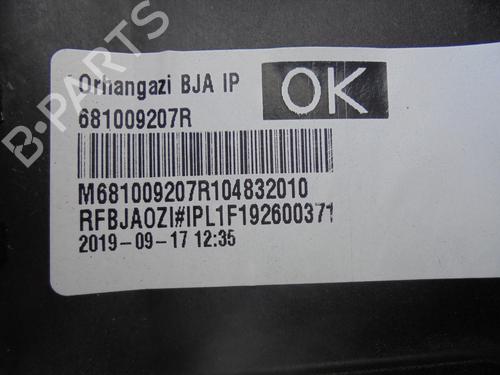 Orhangazi BJA IP
OK
681009207R
M681009207R104832010
RFBJAOZI#IPL1F192600371
2019-09-17 12:35
B-PARTS